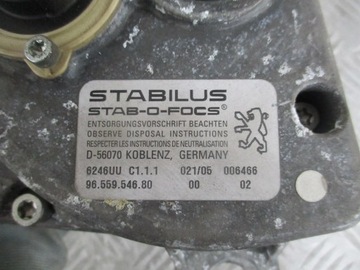 STABILUS
STAB-O-FOCS®
ENTSORGUNGSVORSCHRIFT BEACHTEN
OBSERVE DISPOSAL INSTRUCTIONS
RESPECTER LES INSTRUCTIONS DE NEUTRALISATION
D-56070 KOBLENZ, GERMANY
6246UU C1.1.1 021/05 006466
96.559.546.80 00 02